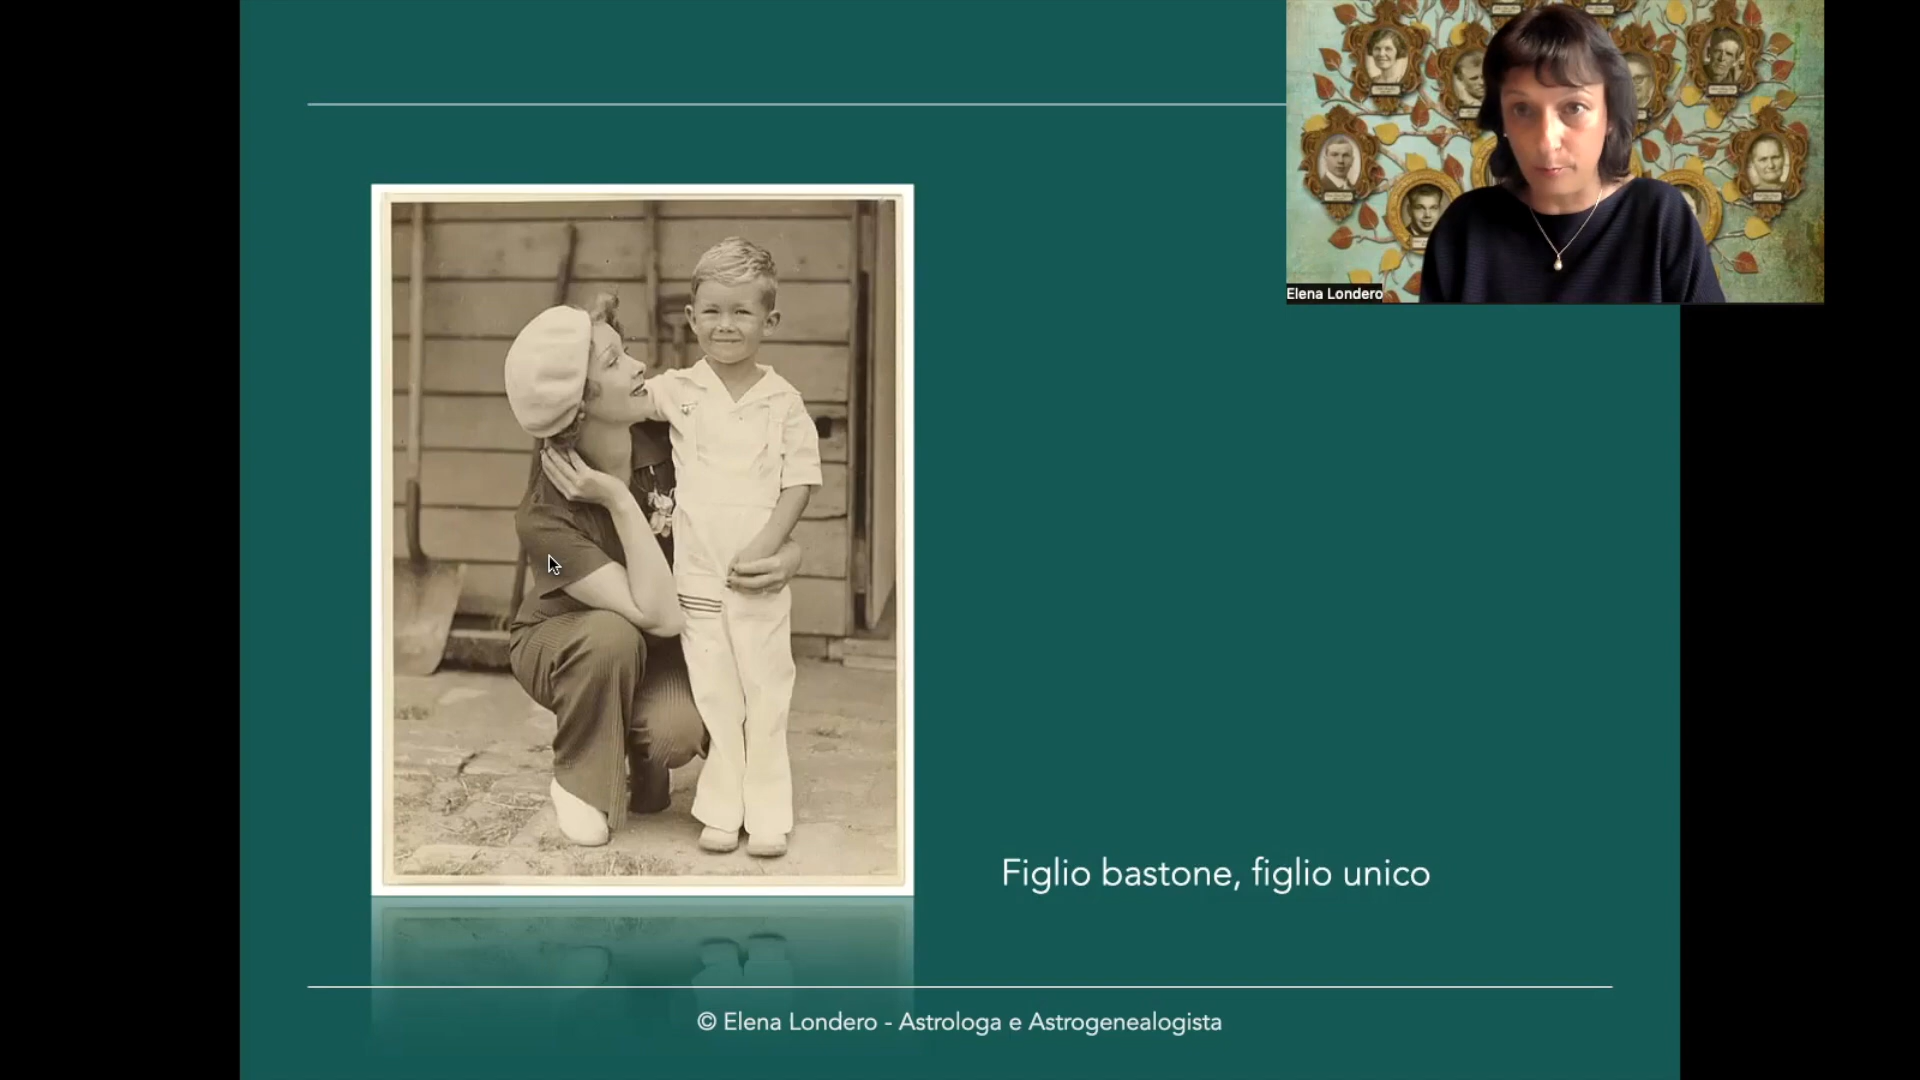 Elena Londero
Figlio bastone, figlio unico
© Elena Londero - Astrologa e Astrogenealogista